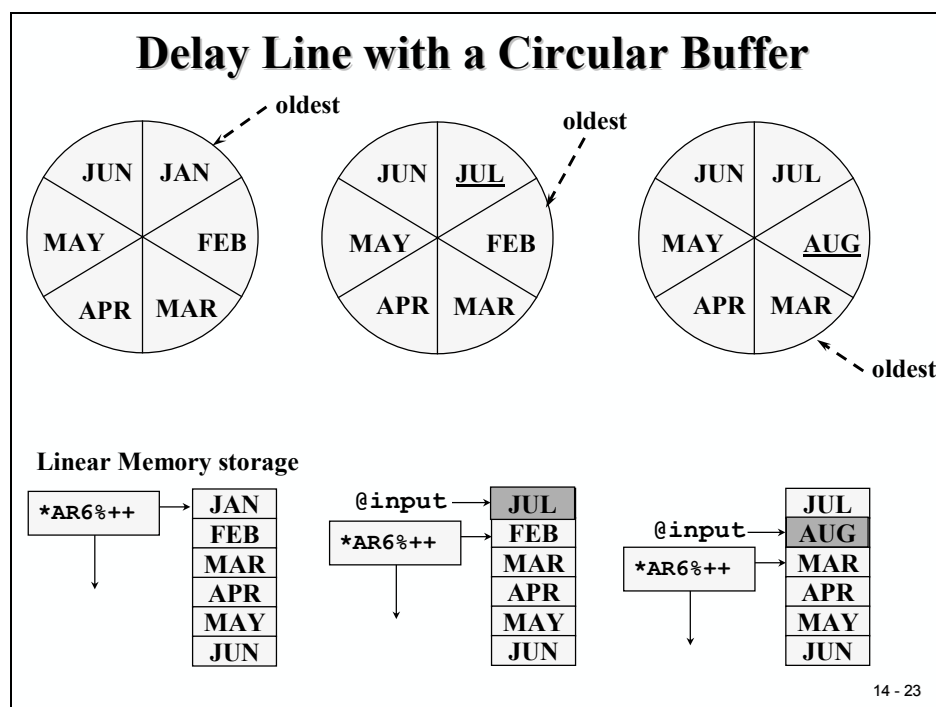 Delay Line with a Circular Buffer
oldest
JUN JAN
MAY FEB
APR MAR
oldest
JUN JUL
MAY FEB
APR MAR
JUN JUL
MAY AUG
APR MAR
oldest
Linear Memory storage
*AR6%++
JAN
FEB
MAR
APR
MAY
JUN
@input
*AR6%++
JUL
FEB
MAR
APR
MAY
JUN
@input
*AR6%++
JUL
AUG
MAR
APR
MAY
JUN
14 - 23